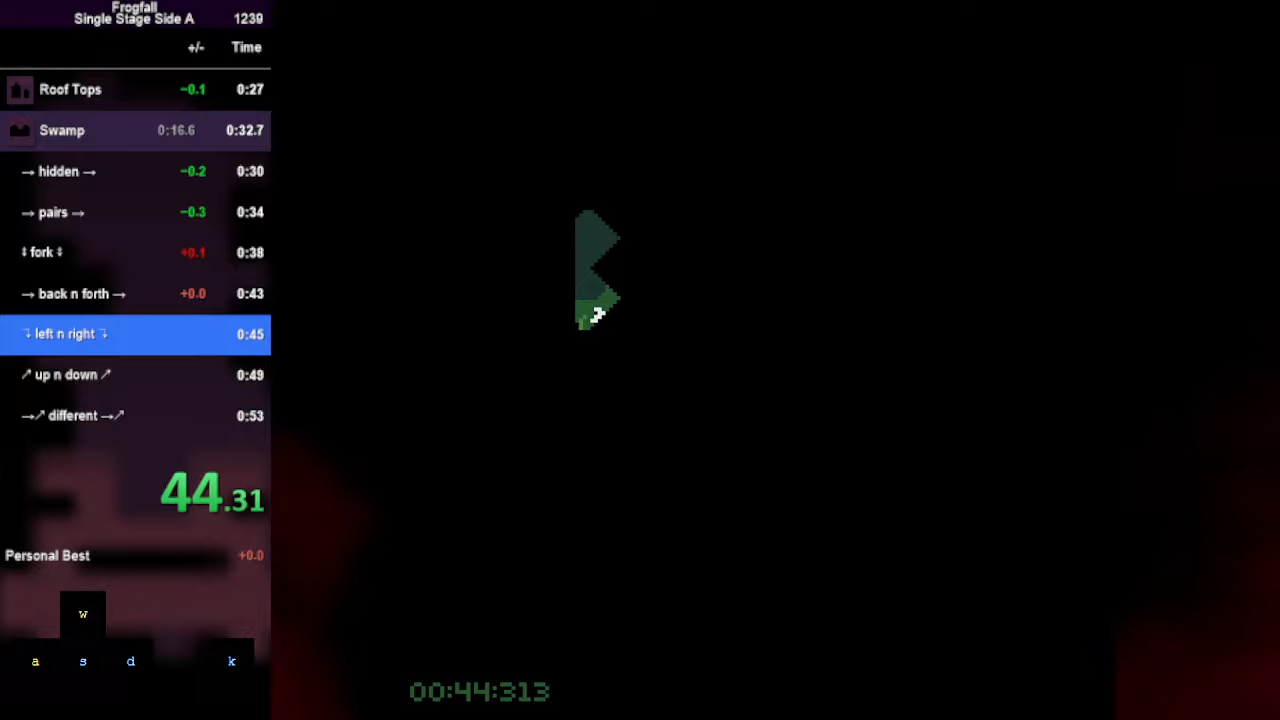 Frogfall
Single Stage Side A 1239
+/- Time
Roof Tops −0.1 0:27
Swamp 0:16.6 0:32.7
→ hidden → −0.2 0:30
→ pairs → −0.3 0:34
⇟ fork ⇟ +0.1 0:38
→ back n forth → +0.0 0:43
↴ left n right ↴ 0:45
↗ up n down ↗ 0:49
→↗ different →↗ 0:53
44.31
Personal Best +0.0
w
a s d k
00:44:313